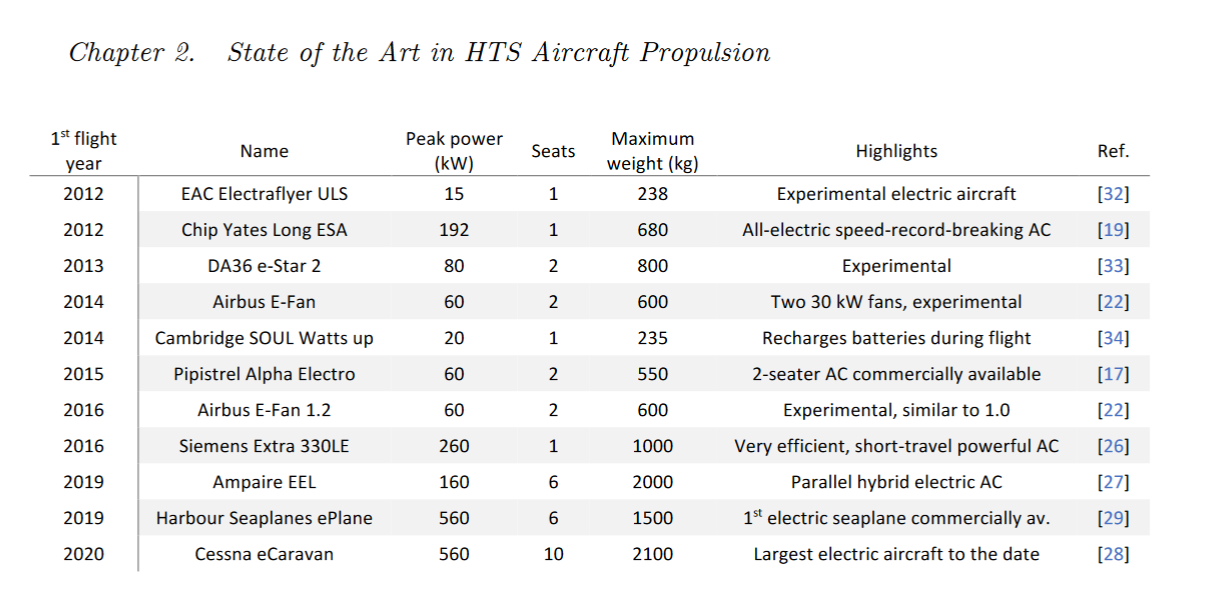 Chapter 2. State of the Art in HTS Aircraft Propulsion
1st flight year Name Peak power (kW) Seats Maximum weight (kg) Highlights Ref.
2012 EAC Electraflyer ULS 15 1 238 Experimental electric aircraft [32]
2012 Chip Yates Long ESA 192 1 680 All-electric speed-record-breaking AC [19]
2013 DA36 e-Star 2 80 2 800 Experimental [33]
2014 Airbus E-Fan 60 2 600 Two 30 kW fans, experimental [22]
2014 Cambridge SOUL Watts up 20 1 235 Recharges batteries during flight [34]
2015 Pipistrel Alpha Electro 60 2 550 2-seater AC commercially available [17]
2016 Airbus E-Fan 1.2 60 2 600 Experimental, similar to 1.0 [22]
2016 Siemens Extra 330LE 260 1 1000 Very efficient, short-travel powerful AC [26]
2019 Ampaire EEL 160 6 2000 Parallel hybrid electric AC [27]
2019 Harbour Seaplanes ePlane 560 6 1500 1st electric seaplane commercially av. [29]
2020 Cessna eCaravan 560 10 2100 Largest electric aircraft to the date [28]